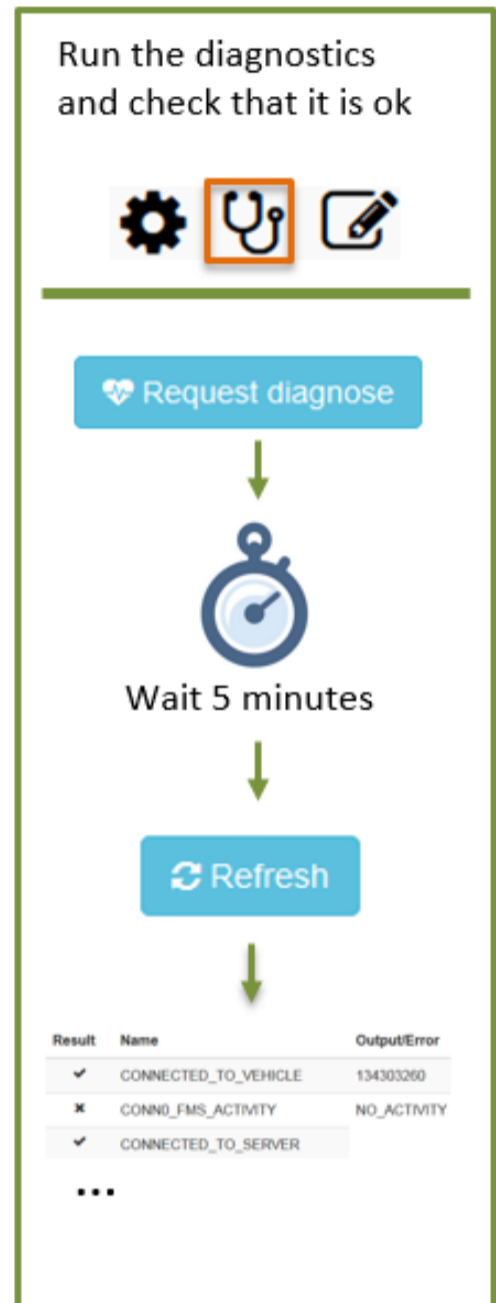 Run the diagnostics
and check that it is ok
Request diagnose
Wait 5 minutes
Refresh
Result Name Output/Error
✔ CONNECTED_TO_VEHICLE 134303260
✖ CONN0_FMS_ACTIVITY NO_ACTIVITY
✔ CONNECTED_TO_SERVER
...